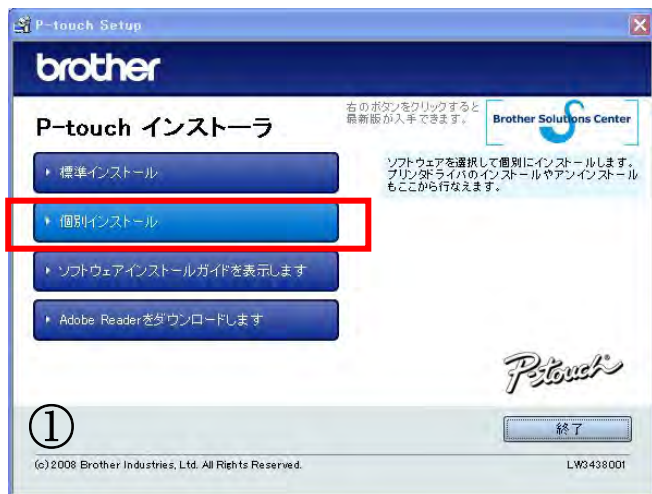 P-touch Setup
brother
P-touch インストーラ
右のボタンをクリックすると
最新版が入手できます。
Brother Solutions Center
標準インストール
個別インストール
ソフトウェアインストールガイドを表示します
Adobe Readerをダウンロードします
ソフトウェアを選択して個別にインストールします。
プリンタドライバのインストールやアンインストール
もここから行なえます。
P-touch
①
終了
(c)2008 Brother Industries, Ltd. All Rights Reserved.
LW3438001